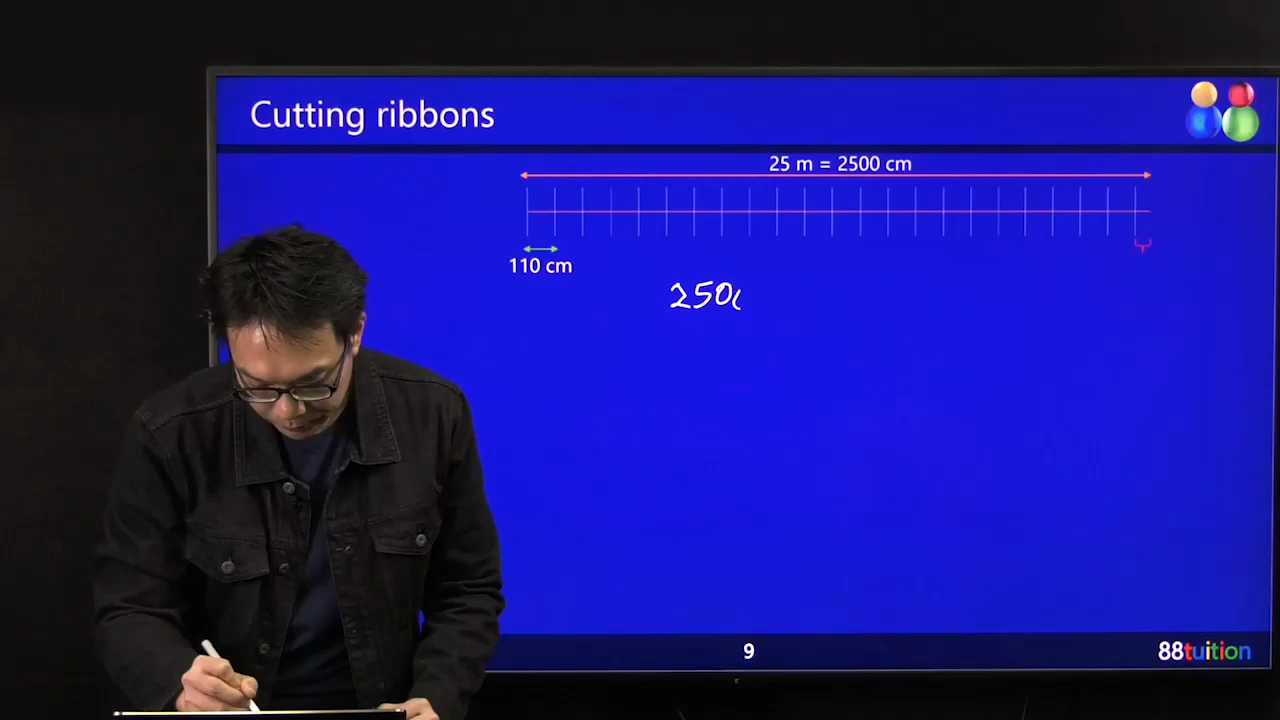 Cutting ribbons
25 m = 2500 cm
110 cm
250
9
88tuition